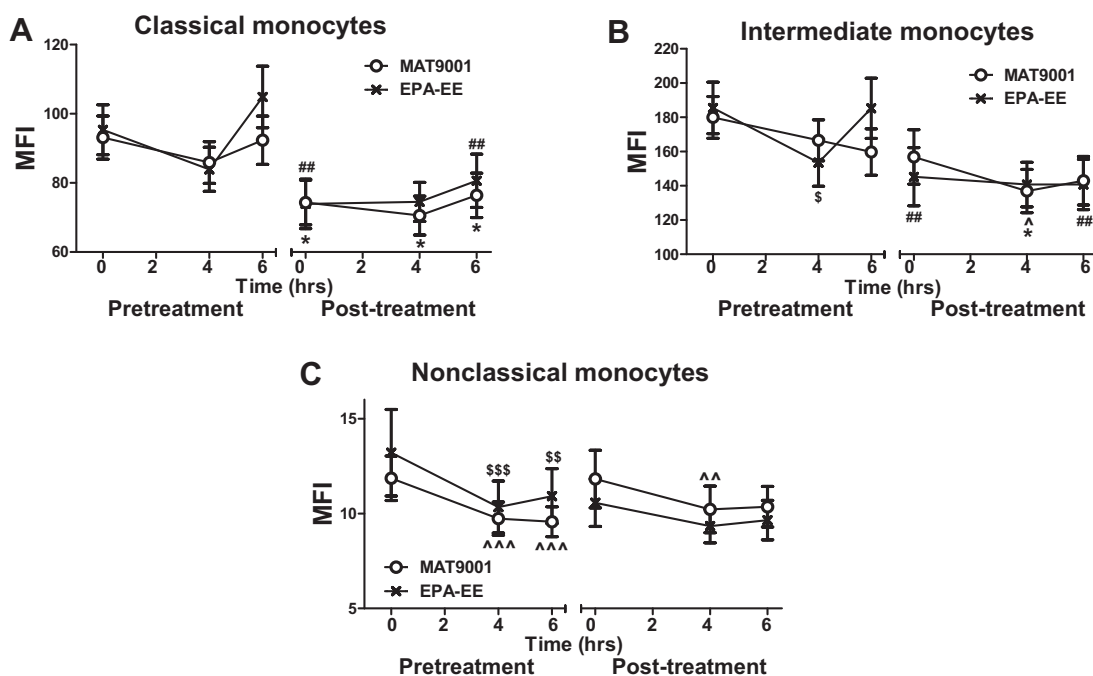 A
Classical monocytes
120
100
80
60
MFI
MAT9001
EPA-EE
##
##
*
*
*
0 2 4 6 0 2 4 6
Time (hrs)
Pretreatment Post-treatment
B
Intermediate monocytes
220
200
180
160
140
120
100
MFI
MAT9001
EPA-EE
$
##
^
*
##
0 2 4 6 0 2 4 6
Time (hrs)
Pretreatment Post-treatment
C
Nonclassical monocytes
15
10
5
MFI
$$$ $$ ^^
^^^ ^^^
MAT9001
EPA-EE
0 2 4 6 0 2 4 6
Time (hrs)
Pretreatment Post-treatment